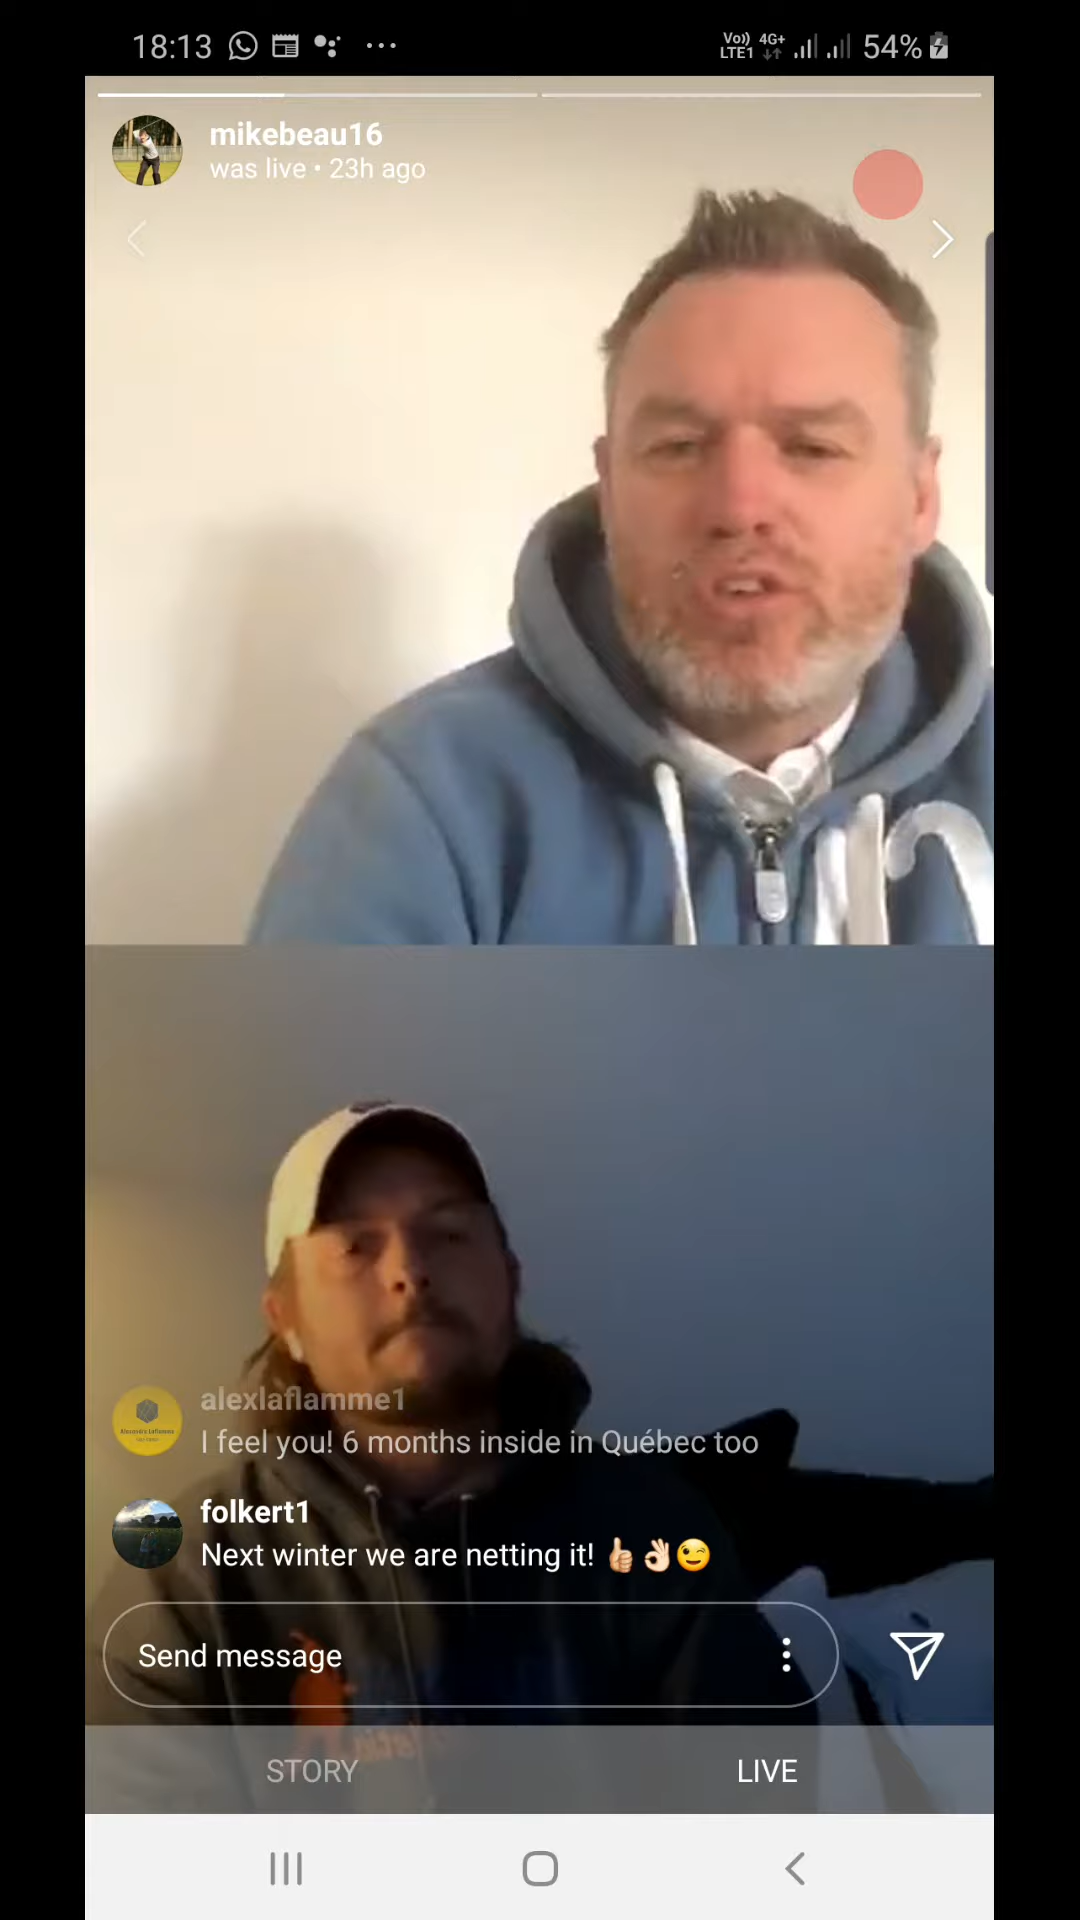 18:13
Vo)) LTE1 4G+ 54%
mikebeau16
was live • 23h ago
alexlaflamme1
I feel you! 6 months inside in Québec too
folkert1
Next winter we are netting it! 👍🏻👌🏻😉
Send message
STORY
LIVE